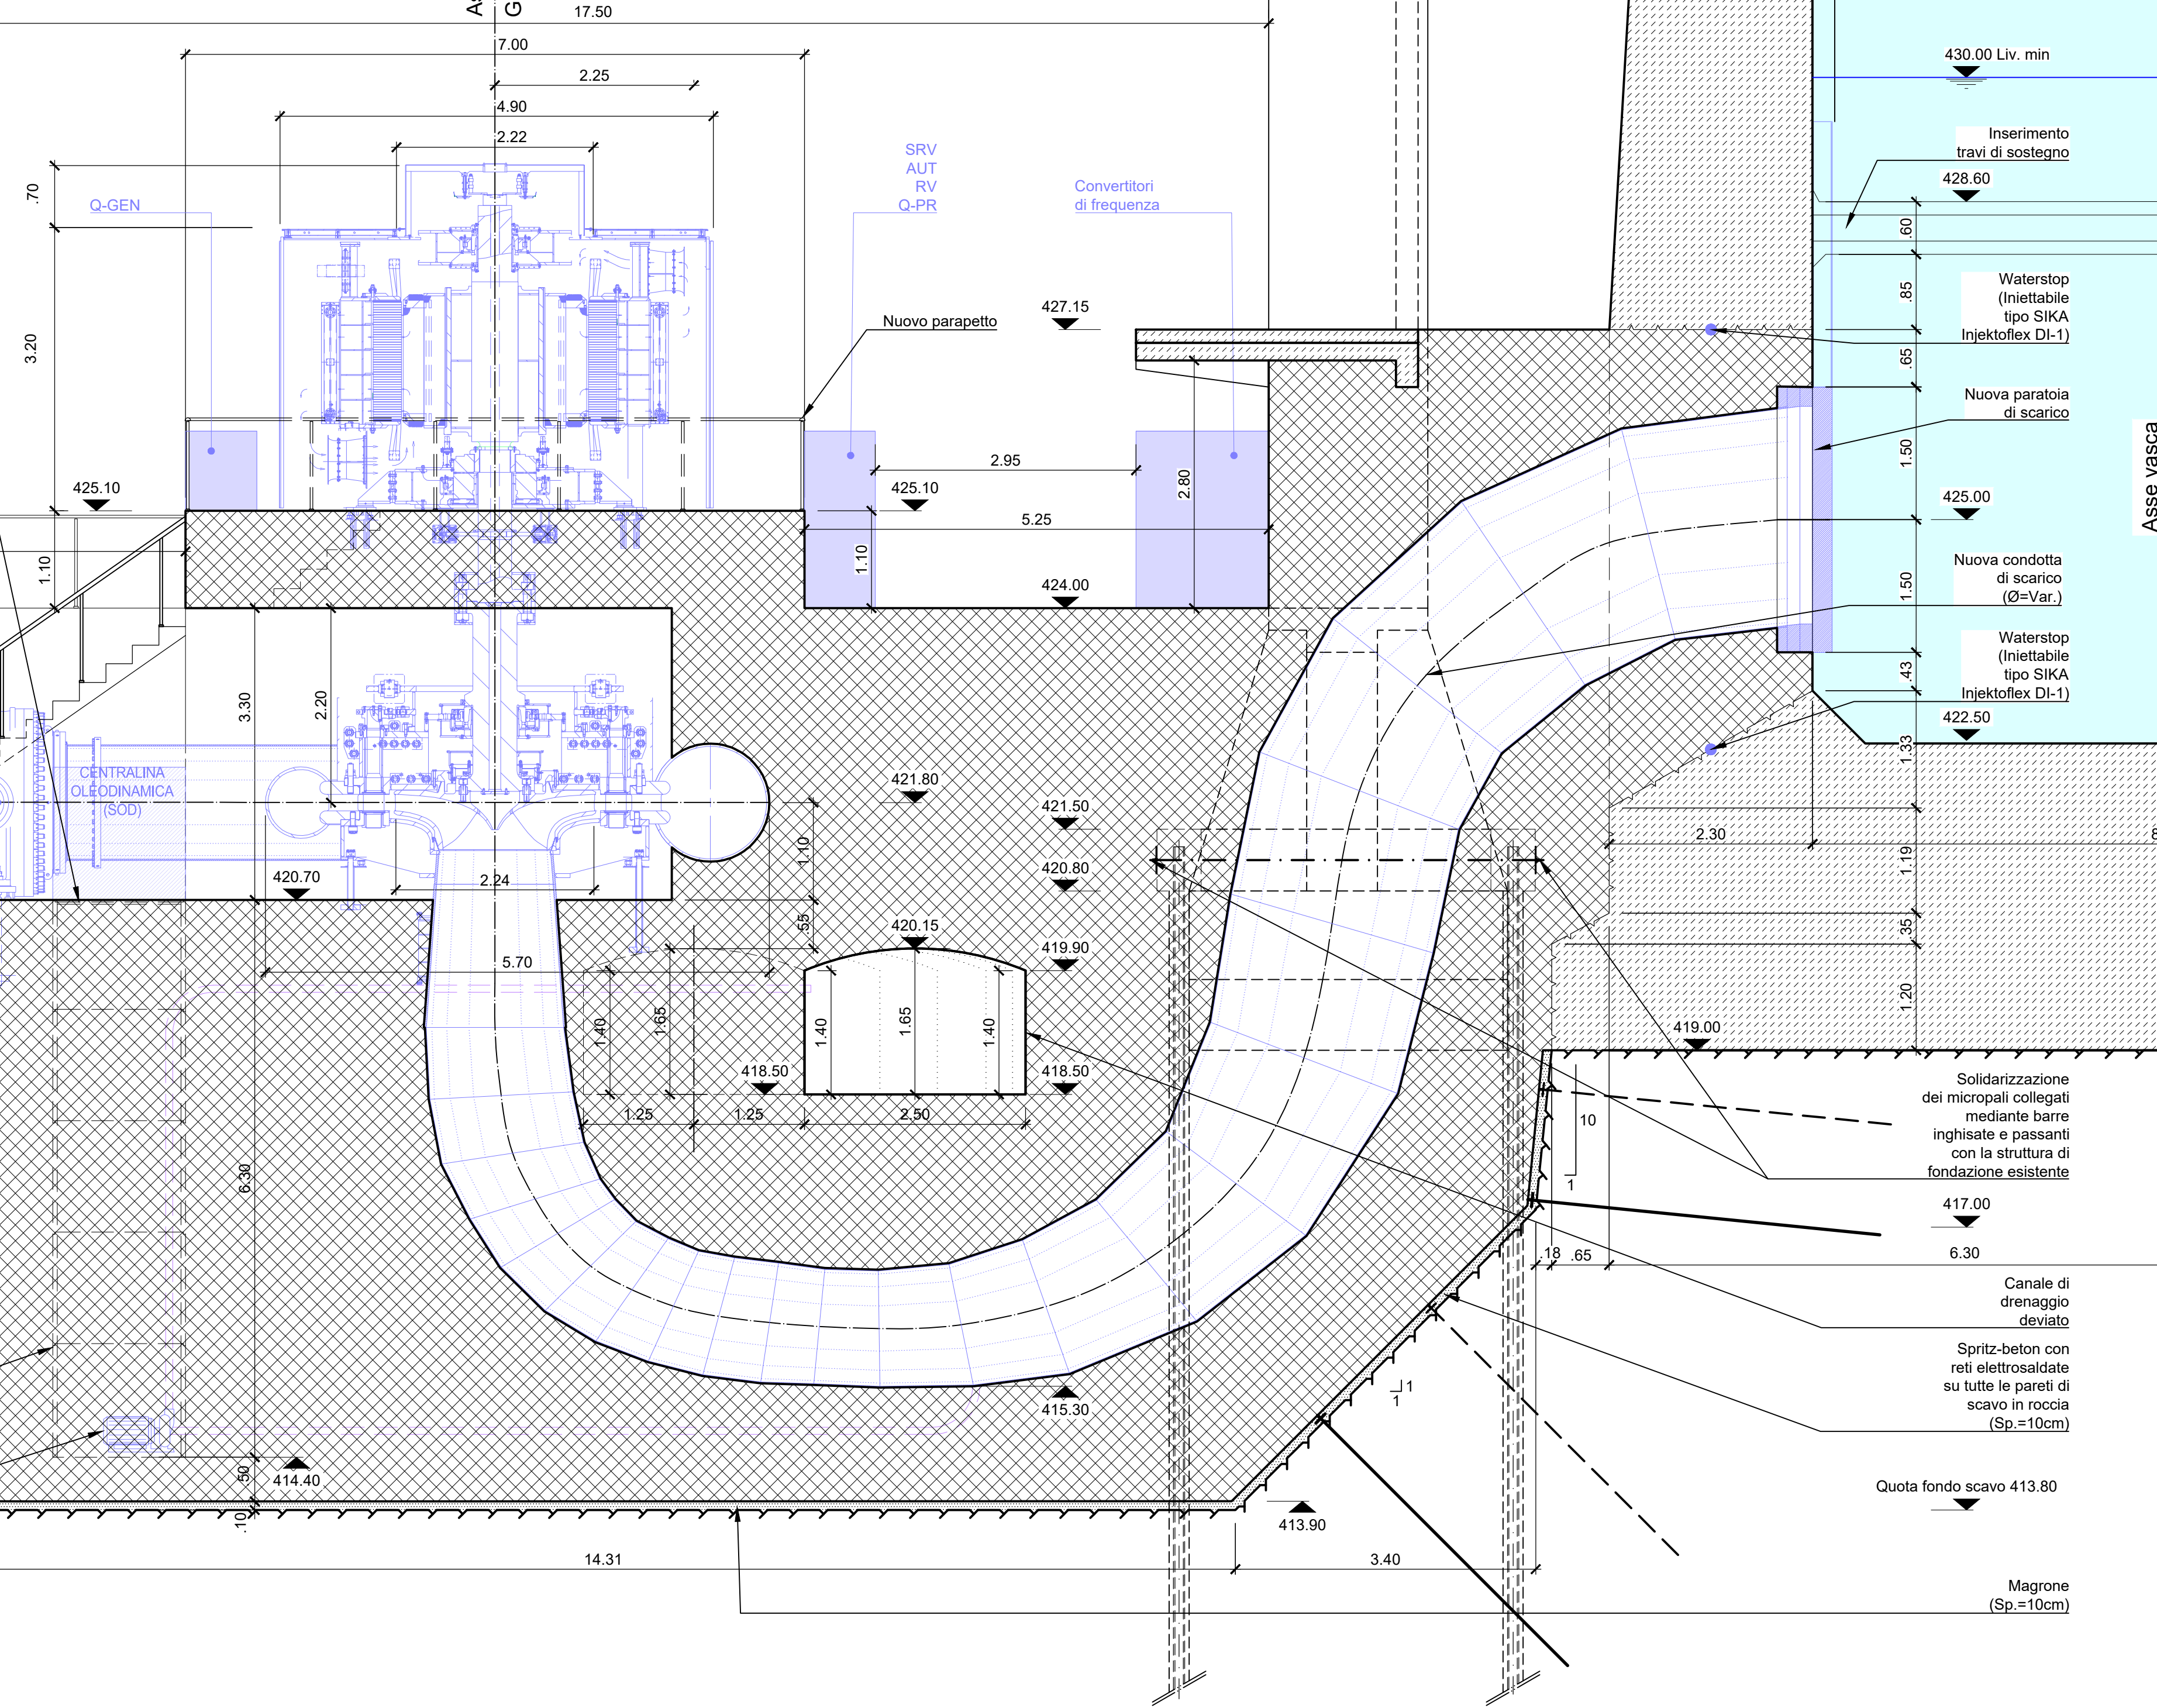 17.50
7.00
2.25
4.90
2.22
.70
3.20
1.10
Q-GEN
SRV
AUT
RV
Q-PR
Convertitori
di frequenza
Nuovo parapetto
427.15
425.10
425.10
2.95
2.80
5.25
1.10
424.00
430.00 Liv. min
Inserimento
travi di sostegno
428.60
.60
Waterstop
(Iniettabile
tipo SIKA
Injektoflex DI-1)
.85
.65
Nuova paratoia
di scarico
1.50
425.00
Asse vasca
Nuova condotta
di scarico
(Ø=Var.)
1.50
Waterstop
(Iniettabile
tipo SIKA
Injektoflex DI-1)
.43
422.50
1.33
2.30
1.19
.35
1.20
419.00
3.30
2.20
CENTRALINA
OLEODINAMICA
(SOD)
421.80
421.50
420.80
1.10
2.24
420.70
.55
420.15
419.90
5.70
1.40
1.65
1.40
1.65
1.40
418.50
418.50
1.25
1.25
2.50
6.30
Solidarizzazione
dei micropali collegati
mediante barre
inghisate e passanti
con la struttura di
fondazione esistente
10
1
417.00
.18
.65
6.30
Canale di
drenaggio
deviato
Spritz-beton con
reti elettrosaldate
su tutte le pareti di
scavo in roccia
(Sp.=10cm)
1
1
415.30
414.40
.50
.10
413.90
Quota fondo scavo 413.80
14.31
3.40
Magrone
(Sp.=10cm)